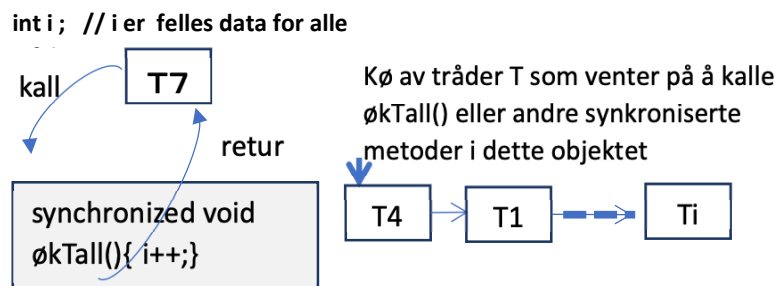 int i ; // i er felles data for alle
kall
T7
retur
synchronized void
økTall(){ i++;}
Kø av tråder T som venter på å kalle
økTall() eller andre synkroniserte
metoder i dette objektet
T4
T1
Ti